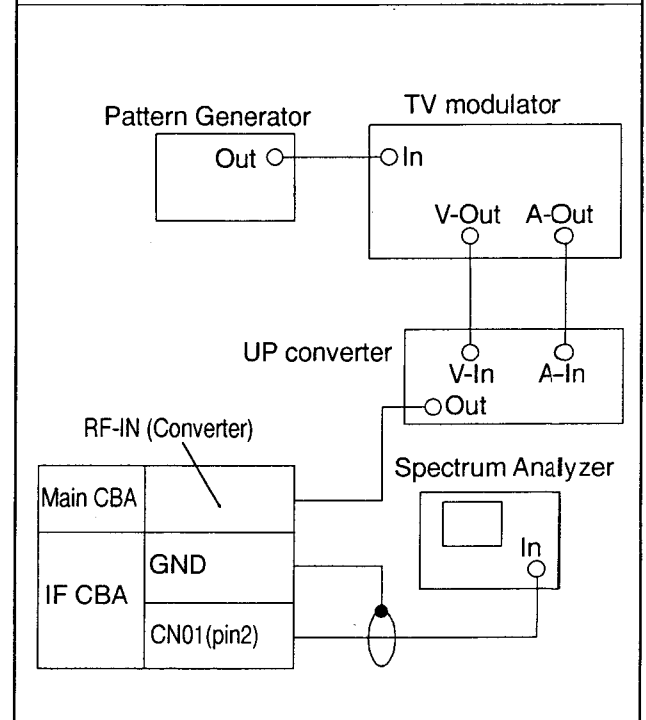 Pattern Generator
TV modulator
Out
In
V-Out A-Out
UP converter
V-In A-In
Out
RF-IN (Converter)
Spectrum Analyzer
Main CBA
In
GND
IF CBA
CN01(pin2)